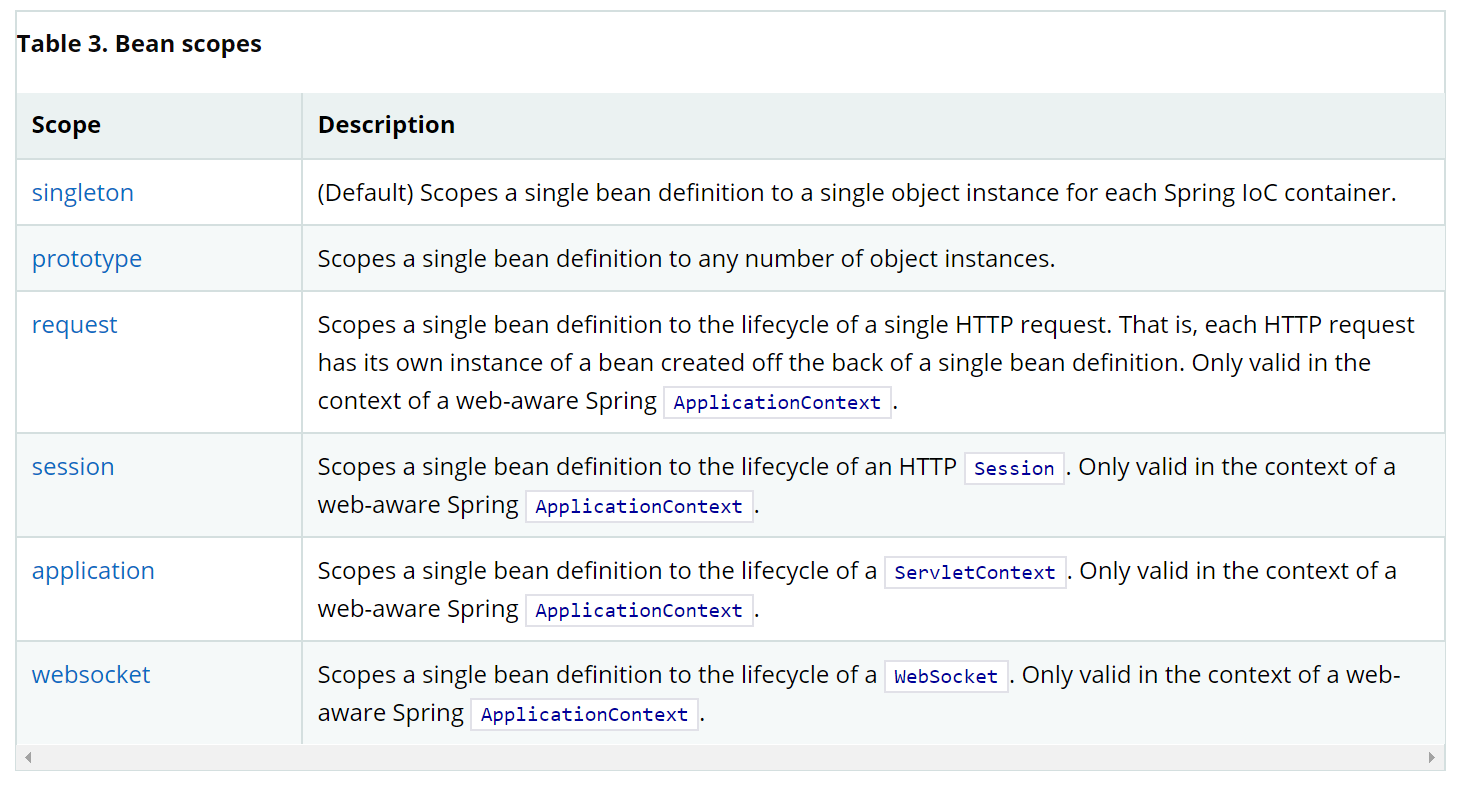 Table 3. Bean scopes
Scope Description
singleton (Default) Scopes a single bean definition to a single object instance for each Spring IoC container.
prototype Scopes a single bean definition to any number of object instances.
request Scopes a single bean definition to the lifecycle of a single HTTP request. That is, each HTTP request
has its own instance of a bean created off the back of a single bean definition. Only valid in the
context of a web-aware Spring ApplicationContext.
session Scopes a single bean definition to the lifecycle of an HTTP Session. Only valid in the context of a
web-aware Spring ApplicationContext.
application Scopes a single bean definition to the lifecycle of a ServletContext. Only valid in the context of a
web-aware Spring ApplicationContext.
websocket Scopes a single bean definition to the lifecycle of a WebSocket. Only valid in the context of a web-
aware Spring ApplicationContext.